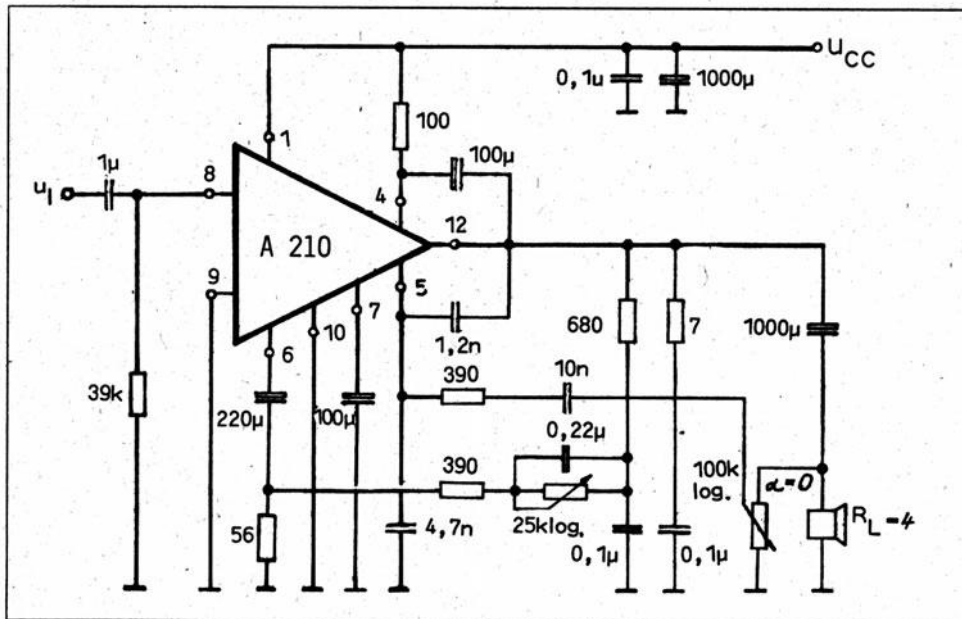 U_CC
0,1u
1000µ
100
1µ
8
1
100µ
u_I
4
12
A 210
9
5
7
10
6
1,2n
680
7
1000µ
39k
220µ
100µ
390
10n
0,22µ
390
100k
log.
α=0
R_L=4
56
4,7n
25klog.
0,1µ
0,1µ